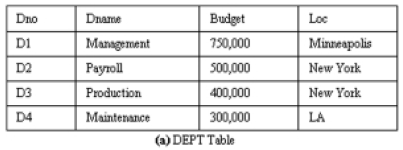 Dno Dname Budget Loc
D1 Management 750,000 Minneapolis
D2 Payroll 500,000 New York
D3 Production 400,000 New York
D4 Maintenance 300,000 LA
(a) DEPT Table